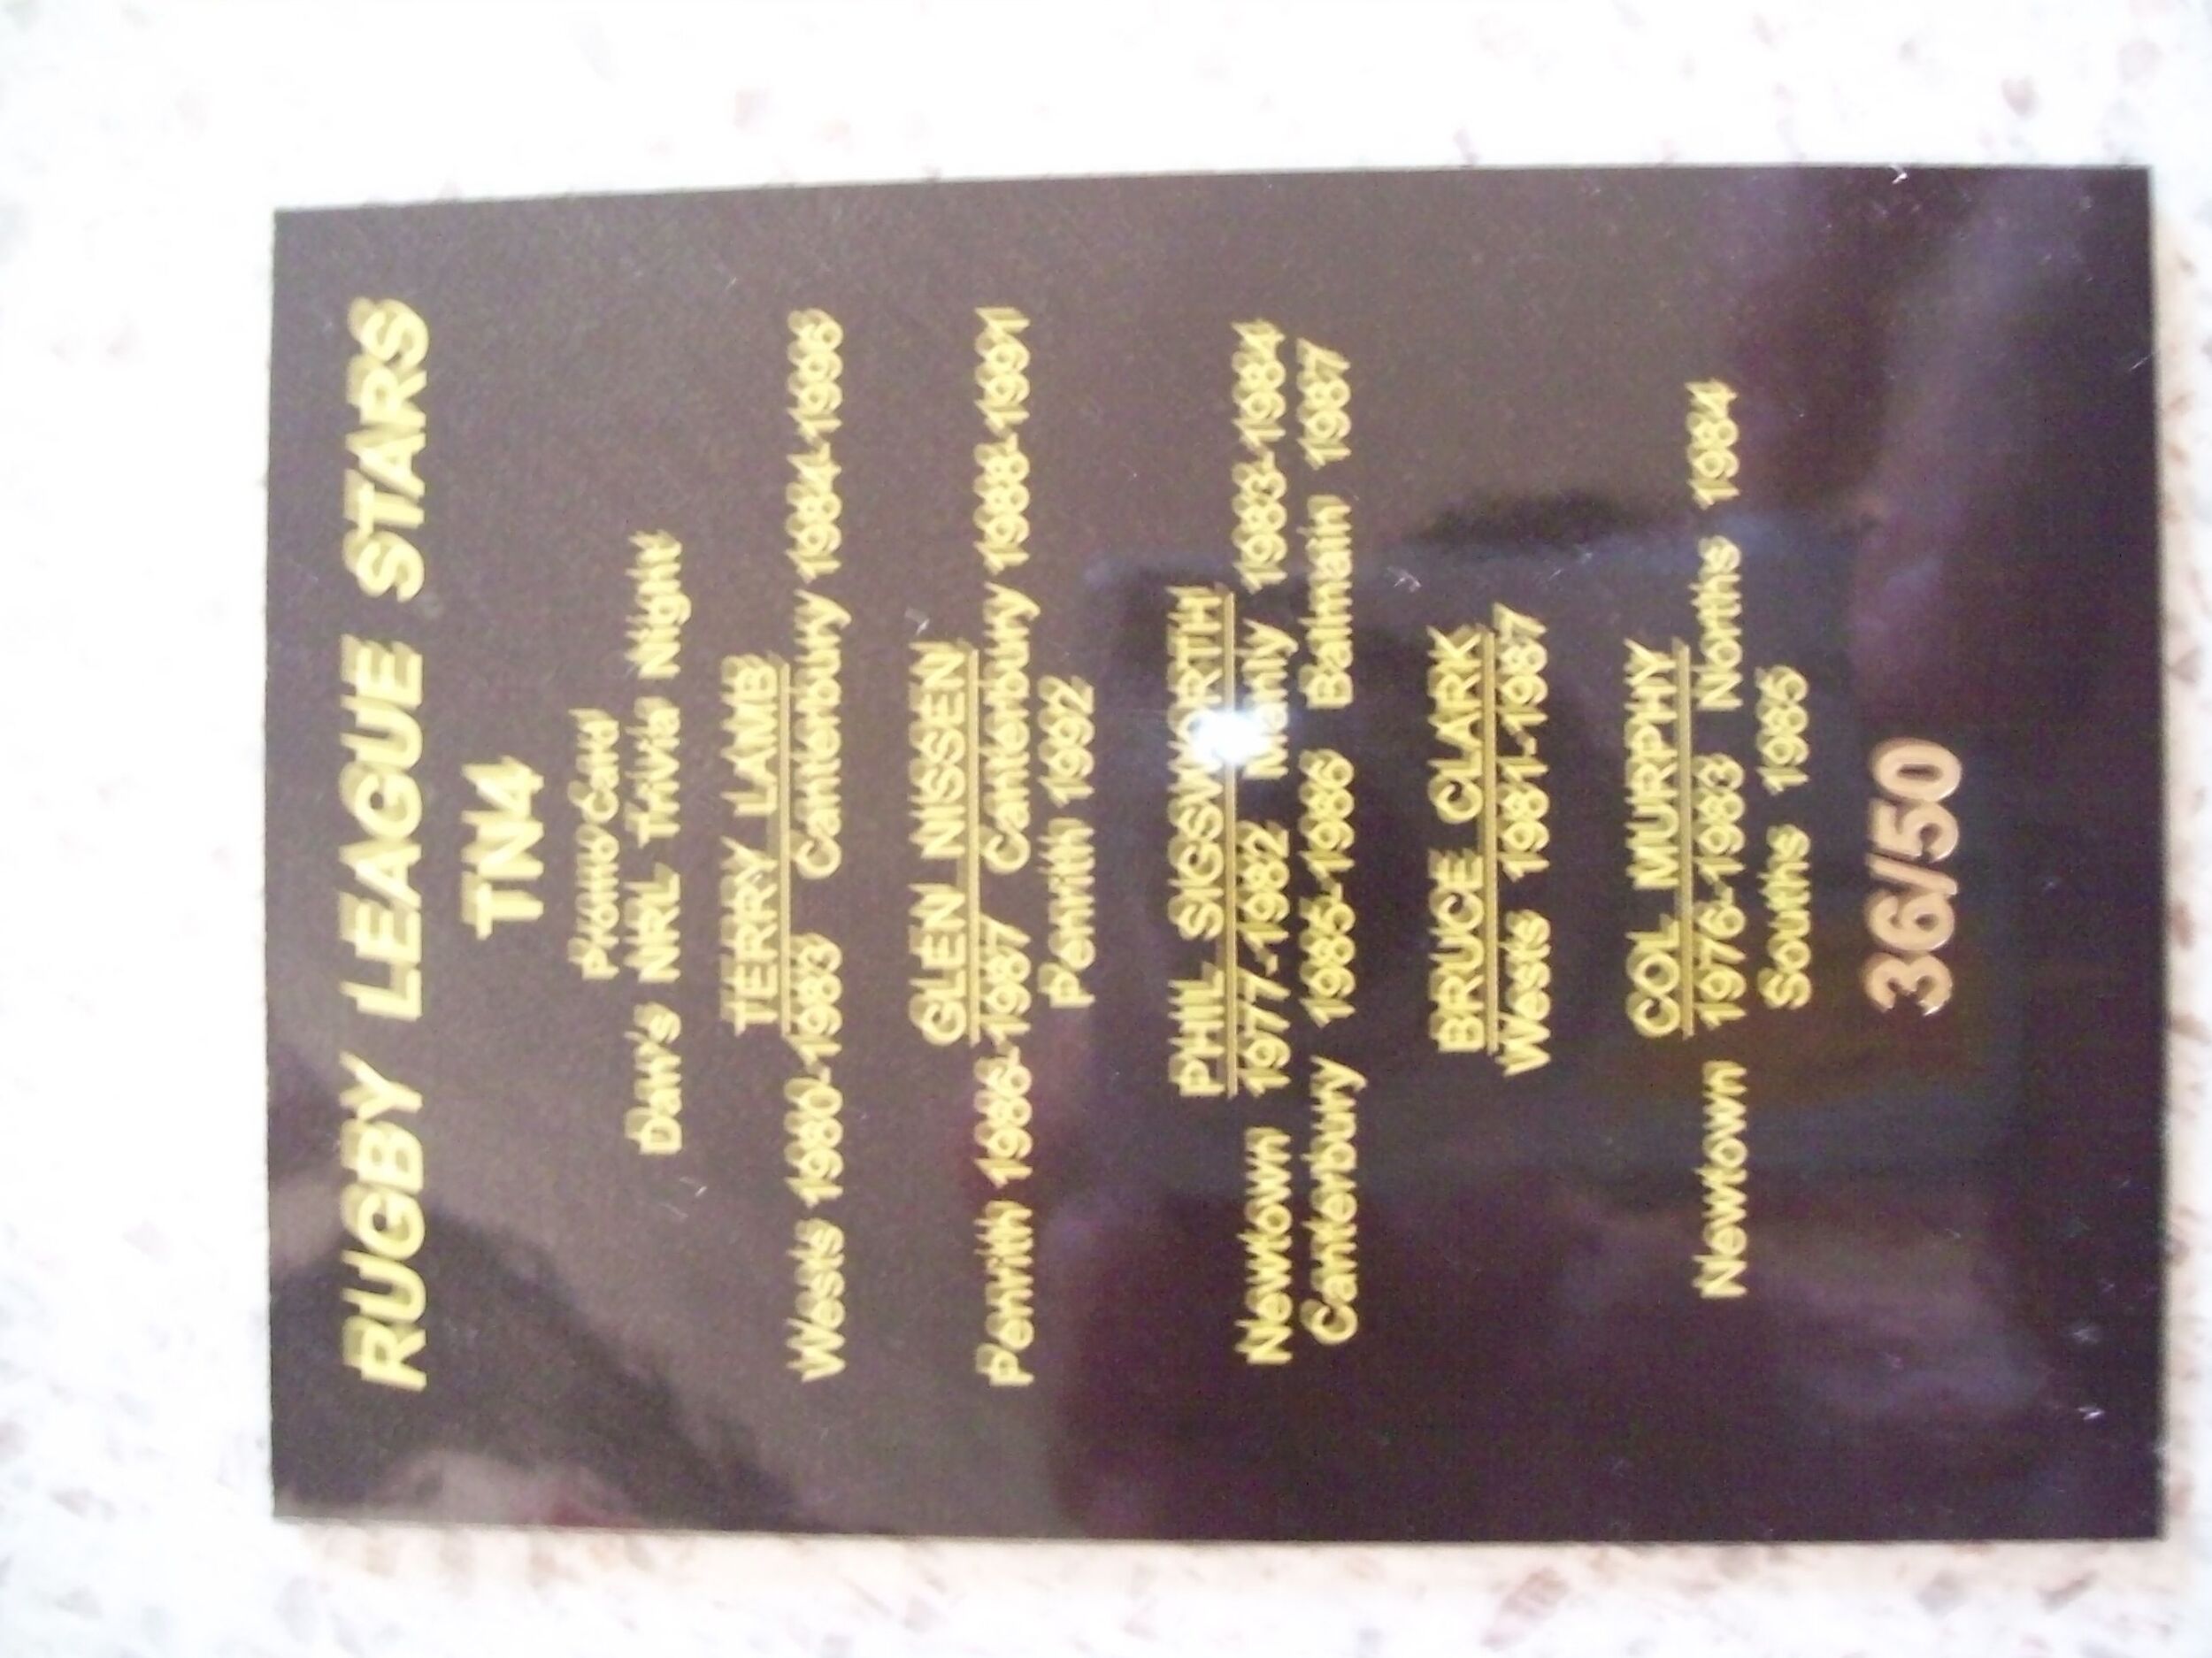 RUGBY LEAGUE STARS
TN4
Promo Card
Dan's NRL Trivia Night
TERRY LAMB
Wests 1980-1983 Canterbury 1984-1996
GLEN NISSEN
Penrith 1986-1987 Canterbury 1988-1991
Penrith 1992
PHIL SIGSWORTH
Newtown 1977-1982 Manly 1983-1984
Canterbury 1985-1986 Balmain 1987
BRUCE CLARK
Wests 1981-1987
COL MURPHY
Newtown 1976-1983 Norths 1984
Souths 1985
36/50